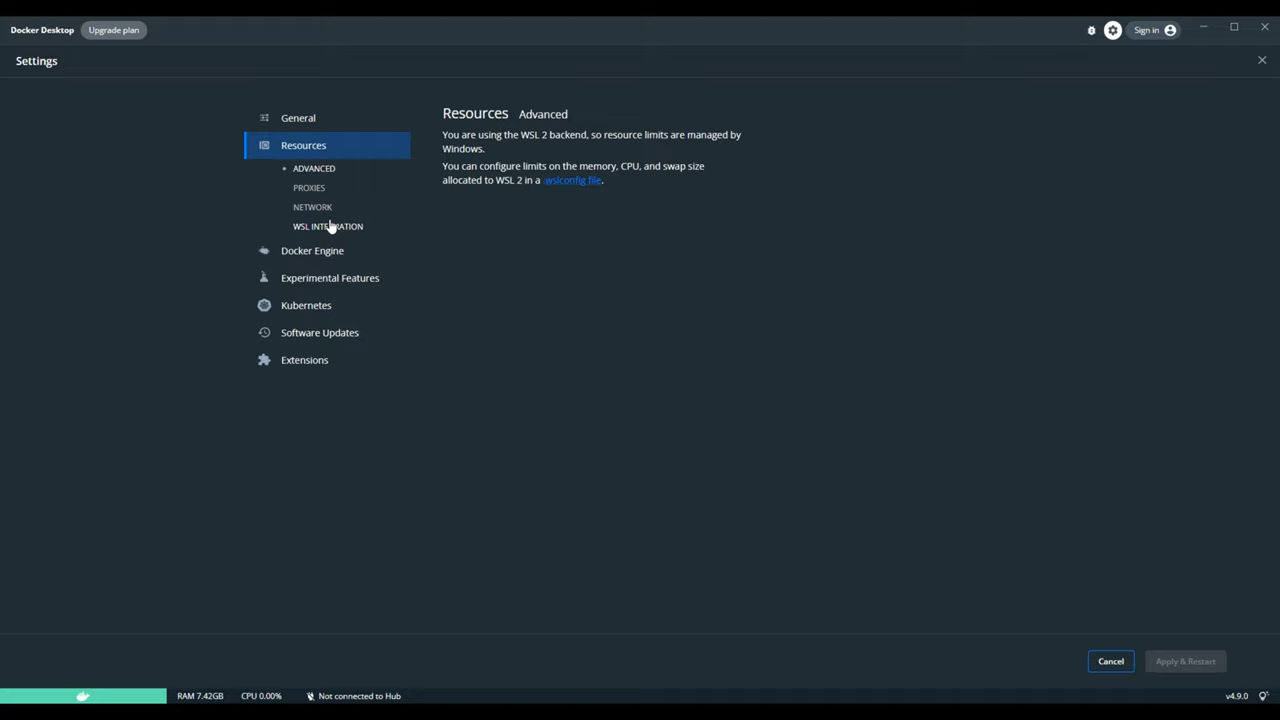 Docker Desktop Upgrade plan Sign in
Settings
General
Resources
ADVANCED
PROXIES
NETWORK
WSL INTEGRATION
Docker Engine
Experimental Features
Kubernetes
Software Updates
Extensions
Resources Advanced
You are using the WSL 2 backend, so resource limits are managed by
Windows.
You can configure limits on the memory, CPU, and swap size
allocated to WSL 2 in a .wslconfig file.
Cancel Apply & Restart
RAM 7.42GB CPU 0.00% Not connected to Hub v4.9.0